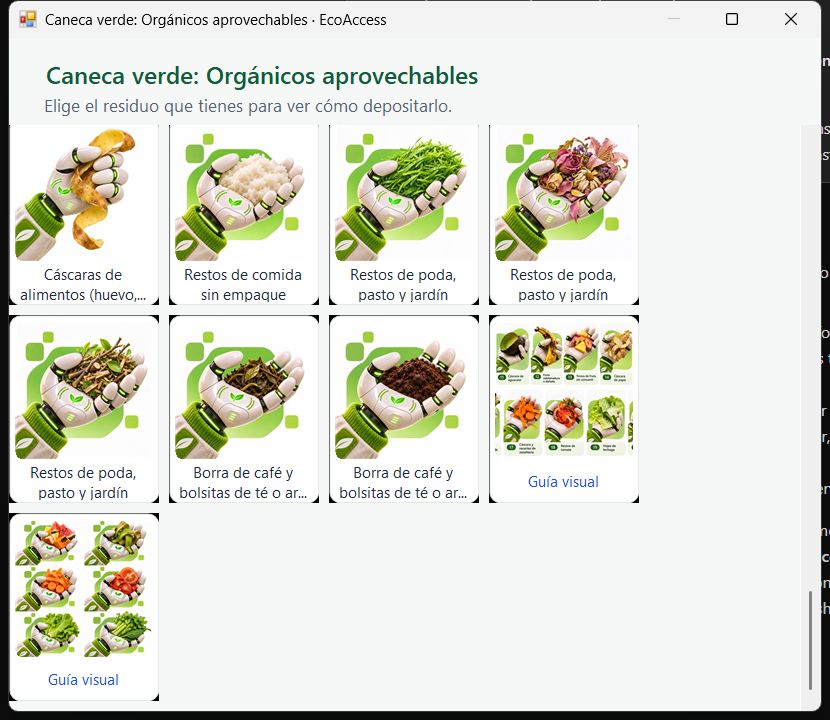 Caneca verde: Orgánicos aprovechables · EcoAccess
Caneca verde: Orgánicos aprovechables
Elige el residuo que tienes para ver cómo depositarlo.
Cáscaras de
alimentos (huevo,...
Restos de comida
sin empaque
Restos de poda,
pasto y jardín
Restos de poda,
pasto y jardín
Restos de poda,
pasto y jardín
Borra de café y
bolsitas de té o ar...
Borra de café y
bolsitas de té o ar...
Guía visual
Guía visual